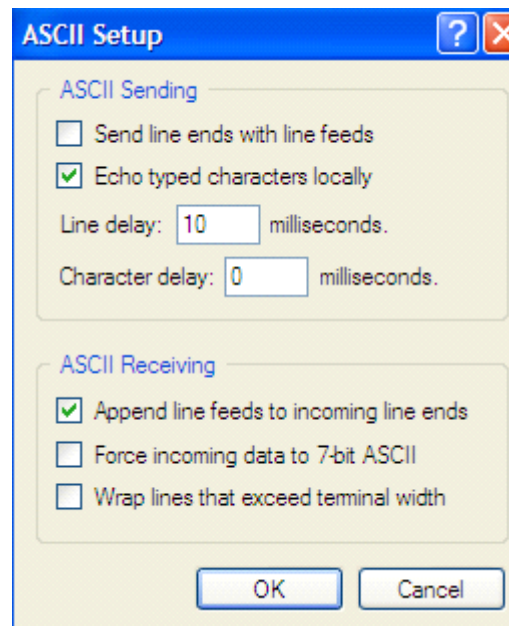 ASCII Setup
?
ASCII Sending
Send line ends with line feeds
Echo typed characters locally
Line delay: 10 milliseconds.
Character delay: 0 milliseconds.
ASCII Receiving
Append line feeds to incoming line ends
Force incoming data to 7-bit ASCII
Wrap lines that exceed terminal width
OK Cancel